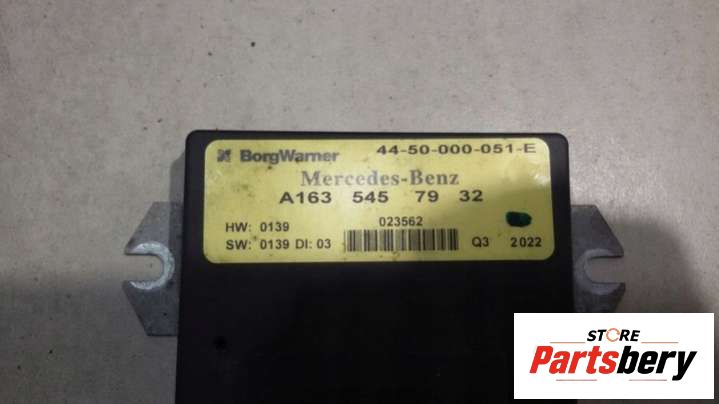 BorgWarner 44-50-000-051-E
Mercedes-Benz
A163 545 79 32
HW: 0139 023562
SW: 0139 DI: 03 Q3 2022
STORE
Partsbery